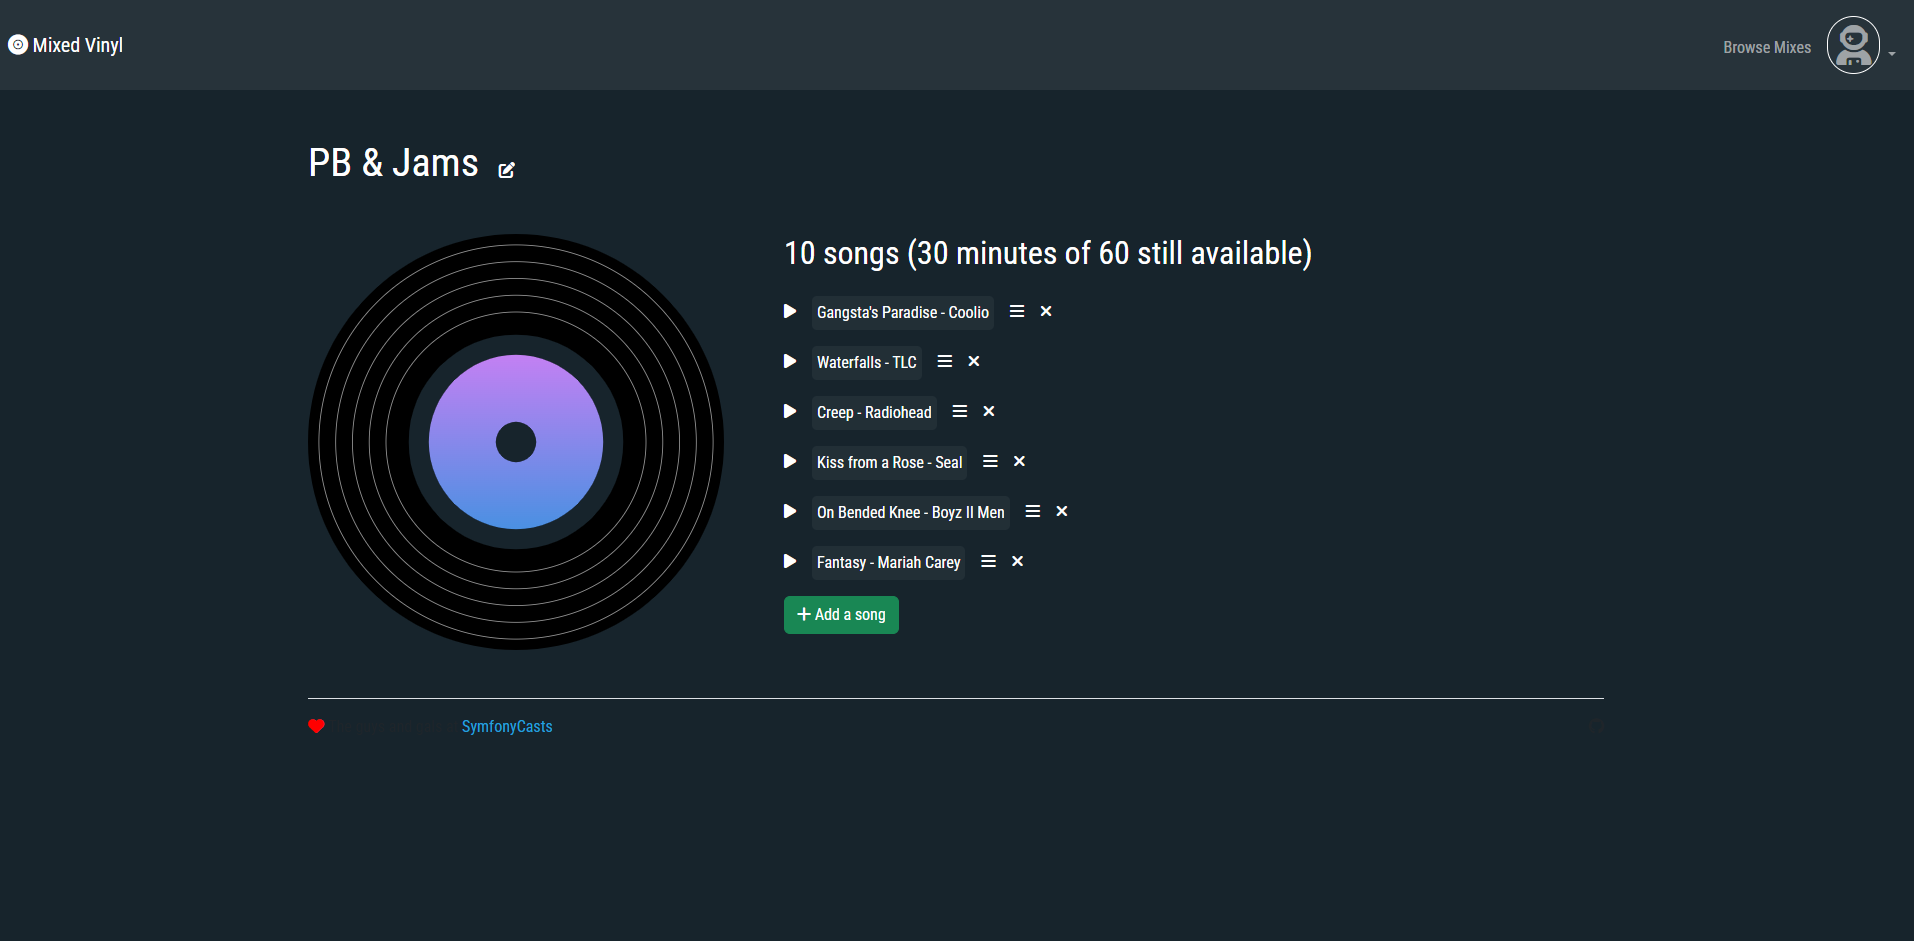 Mixed Vinyl
Browse Mixes
PB & Jams
10 songs (30 minutes of 60 still available)
Gangsta's Paradise - Coolio
Waterfalls - TLC
Creep - Radiohead
Kiss from a Rose - Seal
On Bended Knee - Boyz II Men
Fantasy - Mariah Carey
Add a song
SymfonyCasts